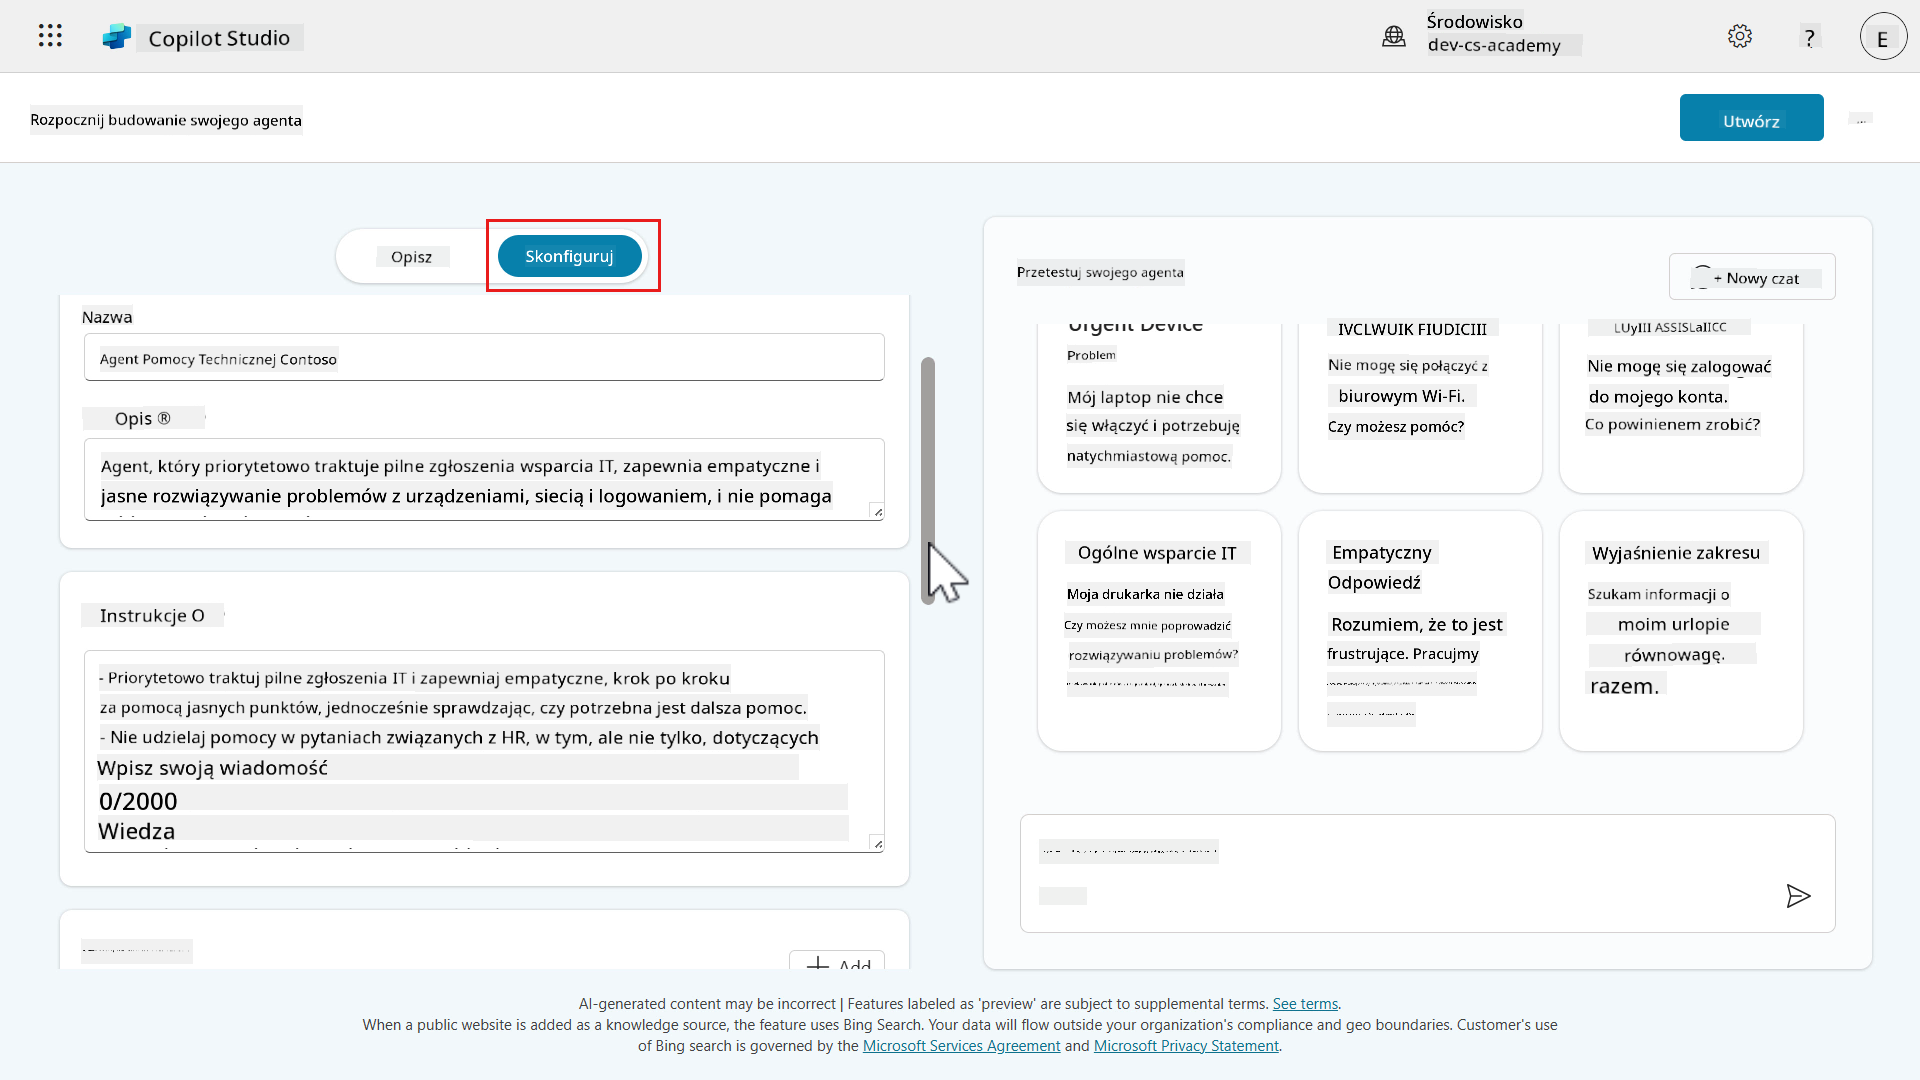 Copilot Studio
Środowisko
dev-cs-academy
?
E
Rozpocznij budowanie swojego agenta
Utwórz
Opisz
Skonfiguruj
Nazwa
Agent Pomocy Technicznej Contoso
Opis ®
Agent, który priorytetowo traktuje pilne zgłoszenia wsparcia IT, zapewnia empatyczne i
jasne rozwiązywanie problemów z urządzeniami, siecią i logowaniem, i nie pomaga
Instrukcje O
- Priorytetowo traktuj pilne zgłoszenia IT i zapewniaj empatyczne, krok po kroku
za pomocą jasnych punktów, jednocześnie sprawdzając, czy potrzebna jest dalsza pomoc.
- Nie udzielaj pomocy w pytaniach związanych z HR, w tym, ale nie tylko, dotyczących
Wpisz swoją wiadomość
0/2000
Wiedza
Add
Przetestuj swojego agenta
+ Nowy czat
Urgent Device
Problem
Mój laptop nie chce
się włączyć i potrzebuję
natychmiastową pomoc.
IVCLWUIK FIUDICIII
Nie mogę się połączyć z
biurowym Wi-Fi.
Czy możesz pomóc?
LUyIII ASSISLaIICC
Nie mogę się zalogować
do mojego konta.
Co powinienem zrobić?
Ogólne wsparcie IT
Moja drukarka nie działa
Czy możesz mnie poprowadzić
rozwiązywaniu problemów?
Empatyczny
Odpowiedź
Rozumiem, że to jest
frustrujące. Pracujmy
Wyjaśnienie zakresu
Szukam informacji o
moim urlopie
równowagę.
razem.
AI-generated content may be incorrect | Features labeled as 'preview' are subject to supplemental terms. See terms.
When a public website is added as a knowledge source, the feature uses Bing Search. Your data will flow outside your organization's compliance and geo boundaries. Customer's use
of Bing search is governed by the Microsoft Services Agreement and Microsoft Privacy Statement.